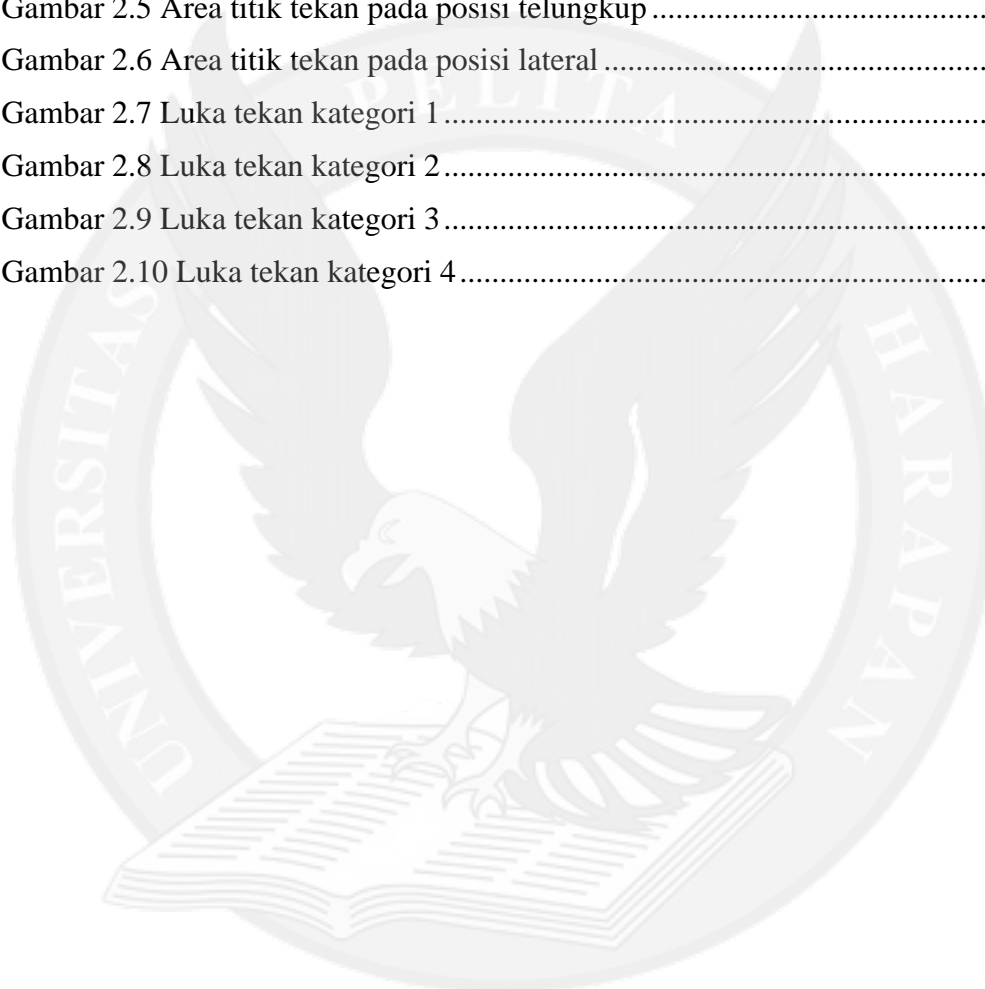 Gambar 2.5 Area titik tekan pada posisi telungkup................................................
Gambar 2.6 Area titik tekan pada posisi lateral.......................................................
Gambar 2.7 Luka tekan kategori 1...............................................................................
Gambar 2.8 Luka tekan kategori 2...............................................................................
Gambar 2.9 Luka tekan kategori 3...............................................................................
Gambar 2.10 Luka tekan kategori 4.............................................................................
UNIVERSITAS PELITA HARAPAN